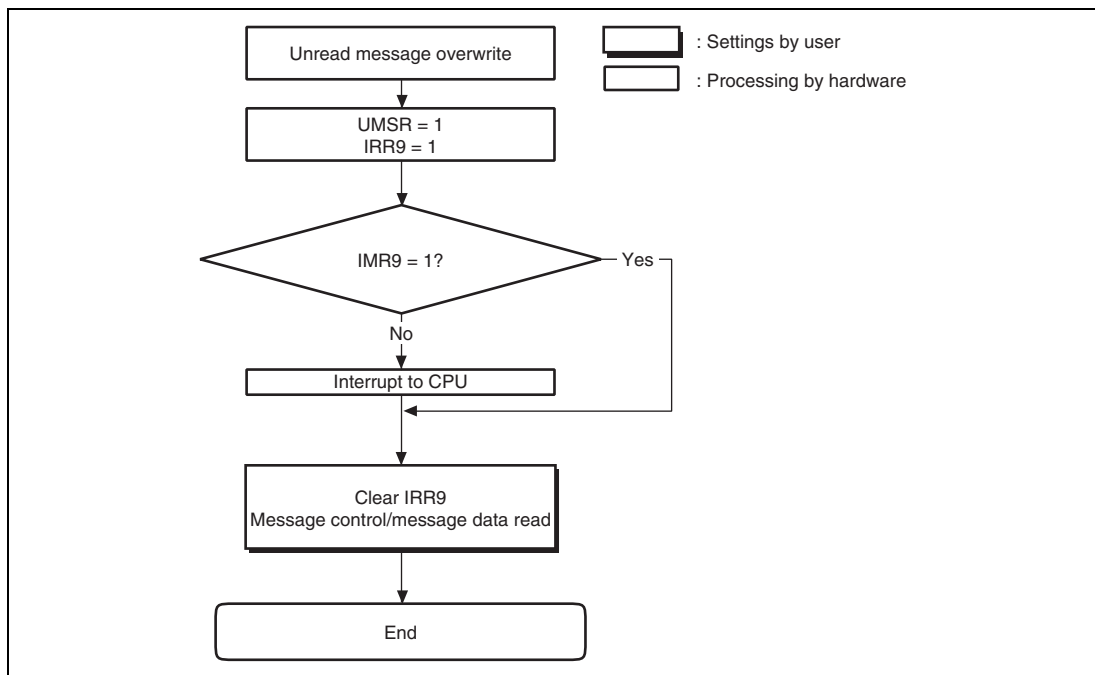 Unread message overwrite
: Settings by user
: Processing by hardware
UMSR = 1
IRR9 = 1
IMR9 = 1?
Yes
No
Interrupt to CPU
Clear IRR9
Message control/message data read
End